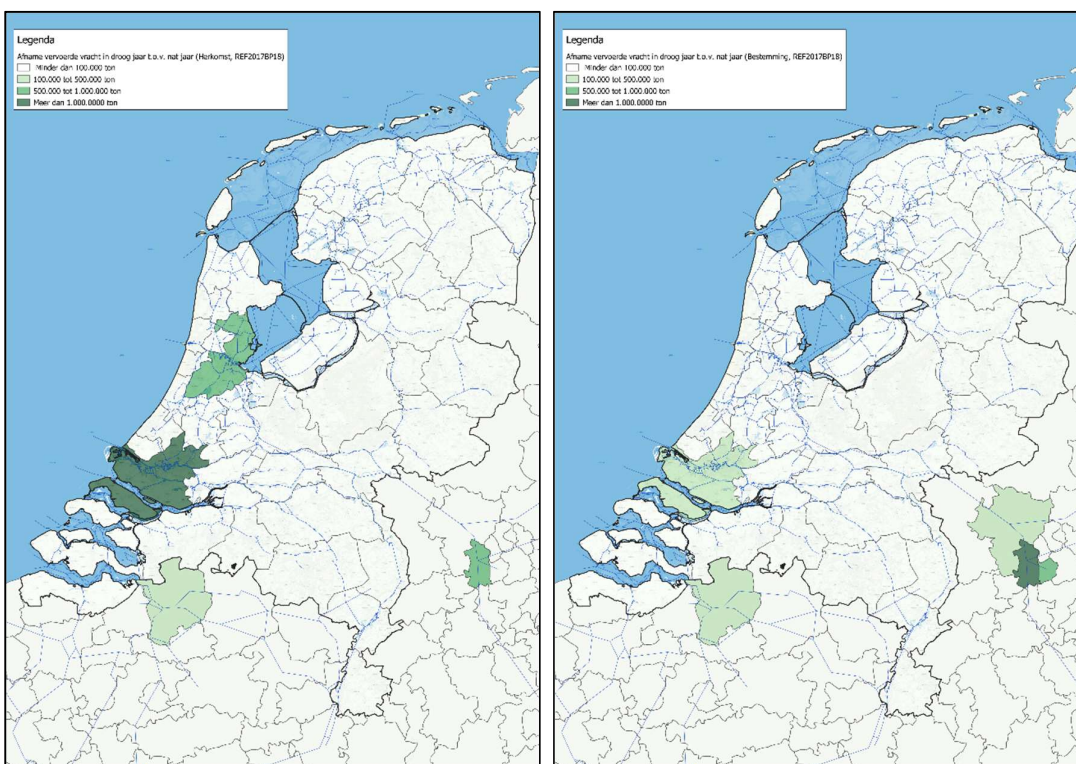 Legenda
Afname vervoerde vracht in droog jaar t.o.v. nat jaar (Herkomst, REF2017BP18)
Minder dan 100.000 ton
100.000 tot 500.000 ton
500.000 tot 1.000.000 ton
Meer dan 1.000.0000 ton
Legenda
Afname vervoerde vracht in droog jaar t.o.v. nat jaar (Bestemming, REF2017BP18)
Minder dan 100.000 ton
100.000 tot 500.000 ton
500.000 tot 1.000.000 ton
Meer dan 1.000.0000 ton